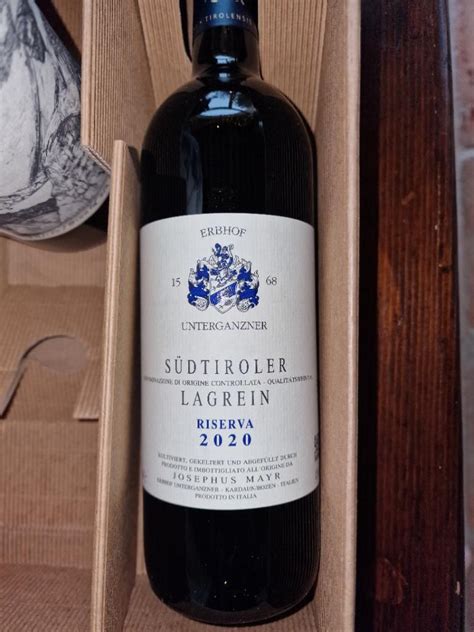 TIROLENSIS
ERBHOF
15 68
UNTERGANZNER
SÜDTIROLER
DENOMINAZIONE DI ORIGINE CONTROLLATA - QUALITÄTSWEIN
LAGREIN
RISERVA
2020
KULTIVIERT, GEKELTERT UND ABGEFÜLLT DURCH
PRODOTTO E IMBOTTIGLIATO ALL'ORIGINE DA
JOSEPHUS MAYR
ERBHOF UNTERGANZNER - KARDAUN/BOZEN - ITALIEN
PRODOTTO IN ITALIA